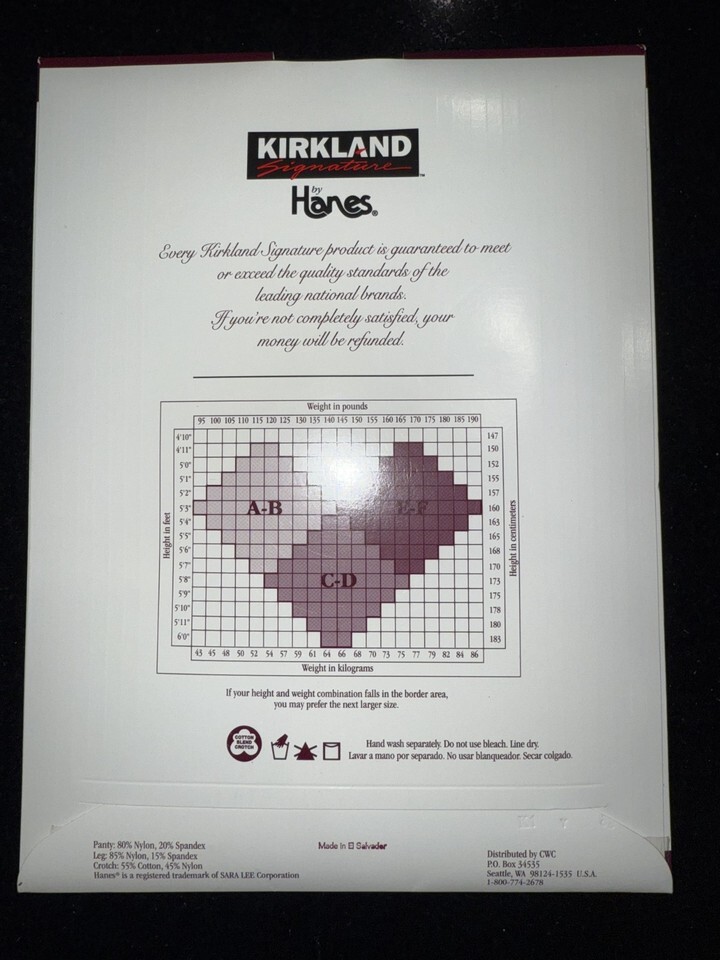 KIRKLAND
Signature™
by
Hanes®
Every Kirkland Signature product is guaranteed to meet
or exceed the quality standards of the
leading national brands.
If you're not completely satisfied, your
money will be refunded.
Weight in pounds
95 100 105 110 115 120 125 130 135 140 145 150 155 160 165 170 175 180 185 190
4'10" 147
4'11" 150
5'0" 152
5'1" 155
5'2" 157
5'3" 160
5'4" 163
5'5" 165
5'6" 168
5'7" 170
5'8" 173
5'9" 175
5'10" 178
5'11" 180
6'0" 183
Height in feet
Height in centimeters
A-B
E-F
C-D
43 45 48 50 52 54 57 59 61 64 66 68 70 73 75 77 79 82 84 86
Weight in kilograms
If your height and weight combination falls in the border area,
you may prefer the next larger size.
COTTON
BLEND
CROTCH
Hand wash separately. Do not use bleach. Line dry.
Lavar a mano por separado. No usar blanqueador. Secar colgado.
Panty: 80% Nylon, 20% Spandex
Leg: 85% Nylon, 15% Spandex
Crotch: 55% Cotton, 45% Nylon
Hanes® is a registered trademark of SARA LEE Corporation
Made in El Salvador
Distributed by CWC
P.O. Box 34535
Seattle, WA 98124-1535 U.S.A.
1-800-774-2678